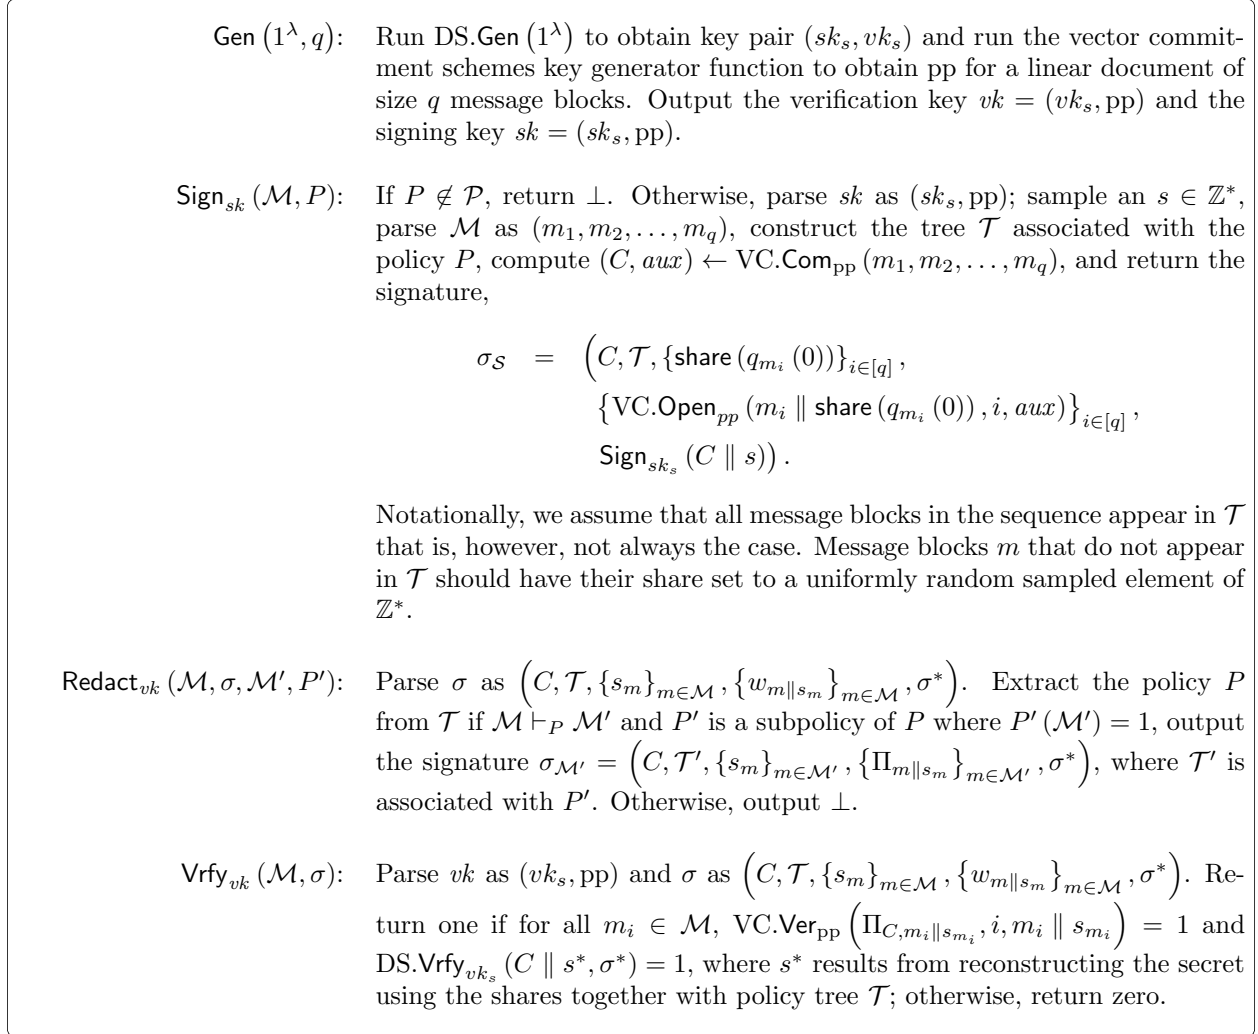 Gen (1^λ, q): Run DS.Gen (1^λ) to obtain key pair (sk_s, vk_s) and run the vector commit-
ment schemes key generator function to obtain pp for a linear document of
size q message blocks. Output the verification key vk = (vk_s, pp) and the
signing key sk = (sk_s, pp).
Sign_sk (M, P): If P ∉ P, return ⊥. Otherwise, parse sk as (sk_s, pp); sample an s ∈ ℤ*,
parse M as (m_1, m_2, . . . , m_q), construct the tree T associated with the
policy P, compute (C, aux) ← VC.Com_pp (m_1, m_2, . . . , m_q), and return the
signature,
σ_S = (C, T, {share (q_{m_i} (0))}_{i∈[q]},
{VC.Open_pp (m_i ∥ share (q_{m_i} (0)), i, aux)}_{i∈[q]},
Sign_{sk_s} (C ∥ s)).
Notationally, we assume that all message blocks in the sequence appear in T
that is, however, not always the case. Message blocks m that do not appear
in T should have their share set to a uniformly random sampled element of
ℤ*.
Redact_vk (M, σ, M′, P′): Parse σ as (C, T, {s_m}_{m∈M}, {w_{m∥s_m}}_{m∈M}, σ*). Extract the policy P
from T if M ⊢_P M′ and P′ is a subpolicy of P where P′ (M′) = 1, output
the signature σ_{M′} = (C, T′, {s_m}_{m∈M′}, {Π_{m∥s_m}}_{m∈M′}, σ*), where T′ is
associated with P′. Otherwise, output ⊥.
Vrfy_vk (M, σ): Parse vk as (vk_s, pp) and σ as (C, T, {s_m}_{m∈M}, {w_{m∥s_m}}_{m∈M}, σ*). Re-
turn one if for all m_i ∈ M, VC.Ver_pp (Π_{C,m_i∥s_{m_i}}, i, m_i ∥ s_{m_i}) = 1 and
DS.Vrfy_{vk_s} (C ∥ s*, σ*) = 1, where s* results from reconstructing the secret
using the shares together with policy tree T; otherwise, return zero.